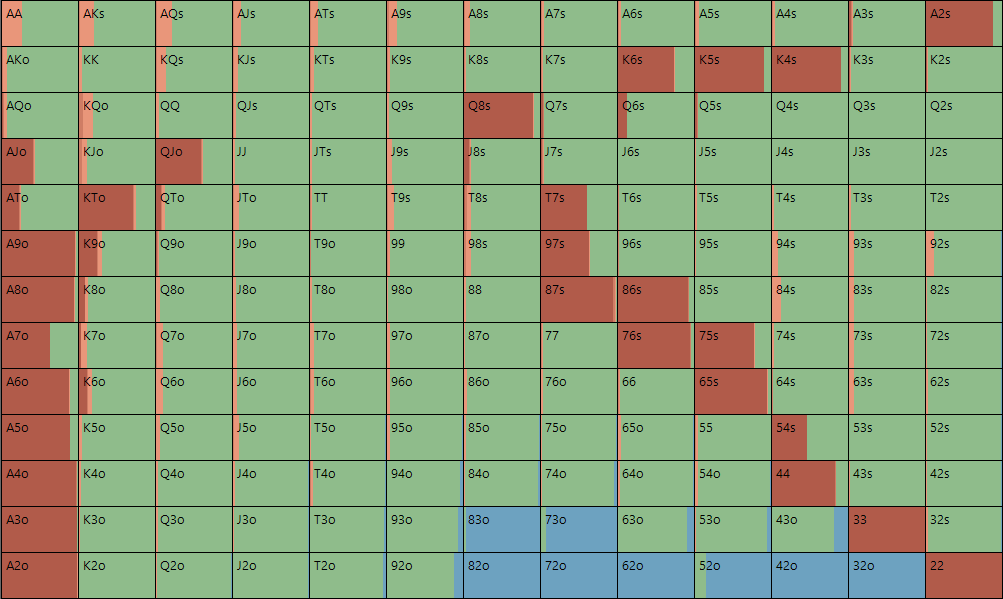 AA AKs AQs AJs ATs A9s A8s A7s A6s A5s A4s A3s A2s
AKo KK KQs KJs KTs K9s K8s K7s K6s K5s K4s K3s K2s
AQo KQo QQ QJs QTs Q9s Q8s Q7s Q6s Q5s Q4s Q3s Q2s
AJo KJo QJo JJ JTs J9s J8s J7s J6s J5s J4s J3s J2s
ATo KTo QTo JTo TT T9s T8s T7s T6s T5s T4s T3s T2s
A9o K9o Q9o J9o T9o 99 98s 97s 96s 95s 94s 93s 92s
A8o K8o Q8o J8o T8o 98o 88 87s 86s 85s 84s 83s 82s
A7o K7o Q7o J7o T7o 97o 87o 77 76s 75s 74s 73s 72s
A6o K6o Q6o J6o T6o 96o 86o 76o 66 65s 64s 63s 62s
A5o K5o Q5o J5o T5o 95o 85o 75o 65o 55 54s 53s 52s
A4o K4o Q4o J4o T4o 94o 84o 74o 64o 54o 44 43s 42s
A3o K3o Q3o J3o T3o 93o 83o 73o 63o 53o 43o 33 32s
A2o K2o Q2o J2o T2o 92o 82o 72o 62o 52o 42o 32o 22